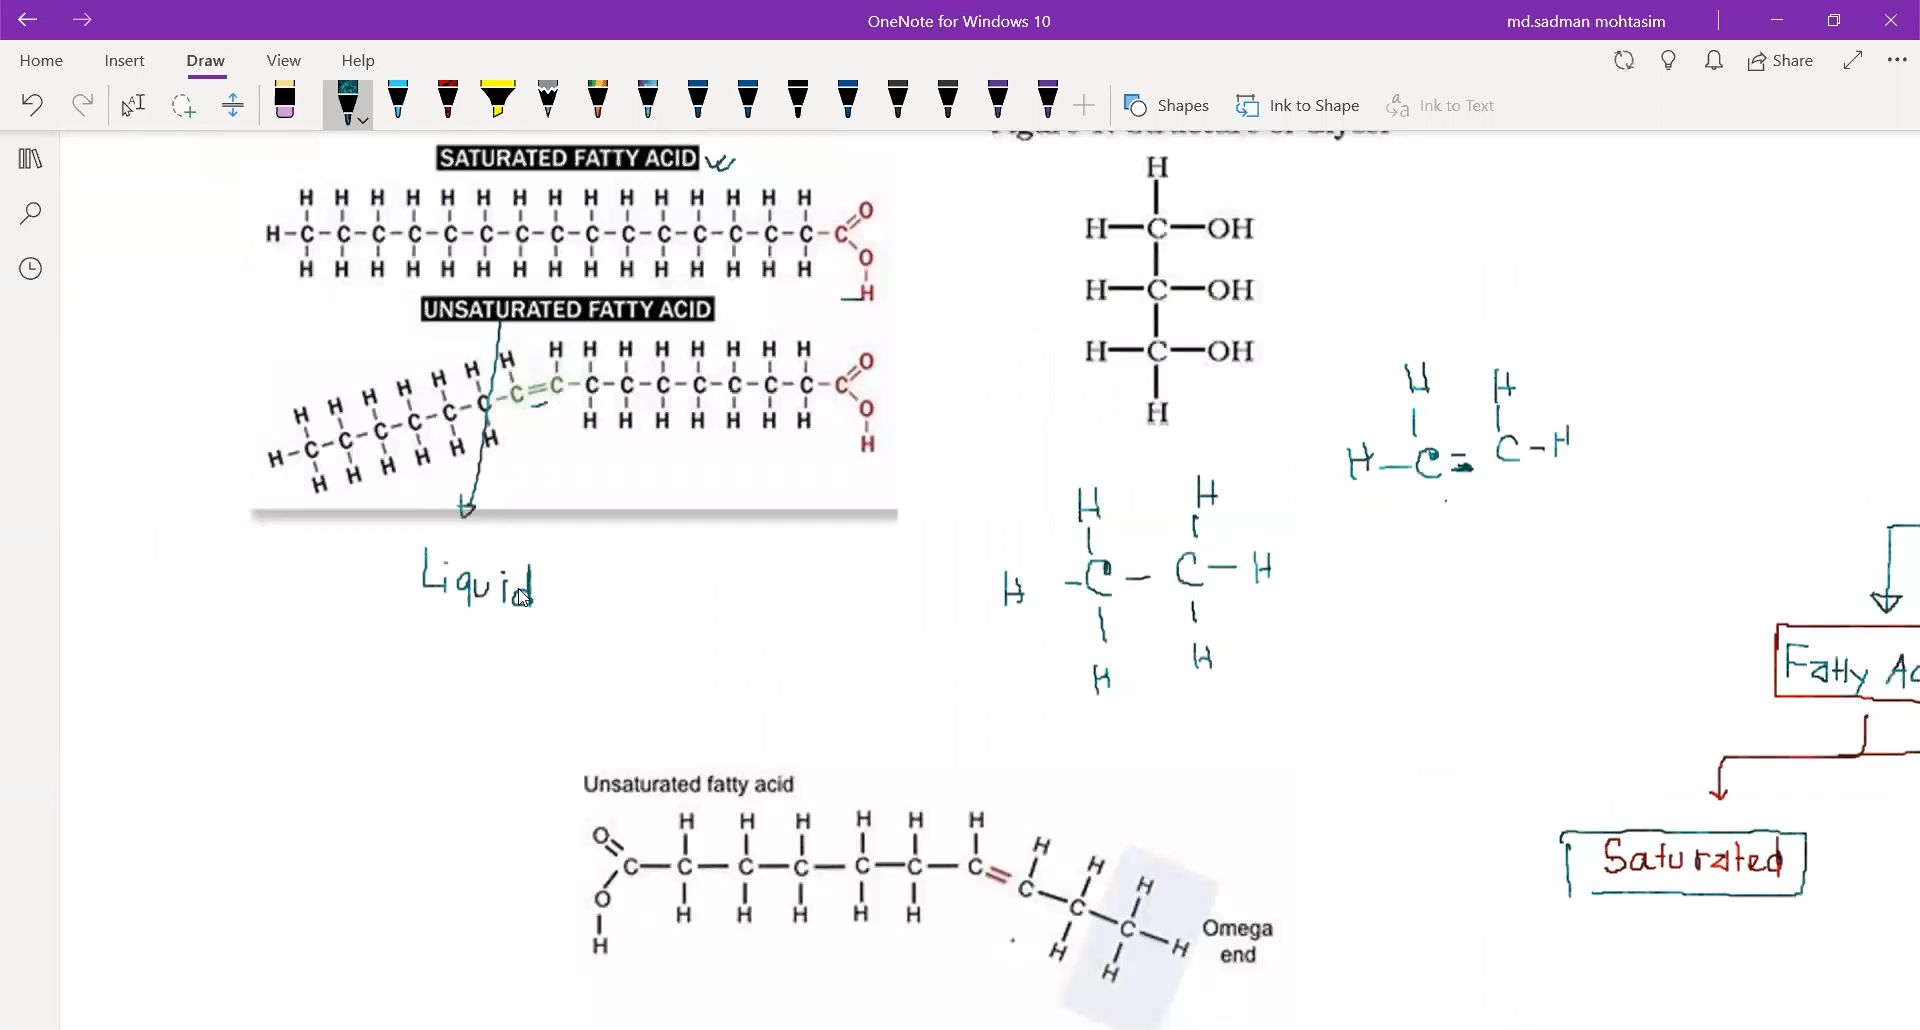 OneNote for Windows 10
md.sadman mohtasim
Home Insert Draw View Help
Share
Shapes
Ink to Shape
Ink to Text
SATURATED FATTY ACID
H H H H H H H H H H H H H H H
H-C-C-C-C-C-C-C-C-C-C-C-C-C-C-C-C
O
O
H
H H H H H H H H H H H H H H H
UNSATURATED FATTY ACID
H H H H H H H H H H H H H H H
H-C-C-C-C-C-C-C=C-C-C-C-C-C-C-C-C
O
O
H
H H H H H H H H H H H H H
Liquid
H
H-C-OH
H-C-OH
H-C-OH
H
H H
H-C=C-H
H H
H-C-C-H
H H
Fatty Ac
Saturated
Unsaturated fatty acid
O
H H H H H H H H H
C-C-C-C-C-C-C=C-C-C-H
O
H H H H H H H
H
Omega
end